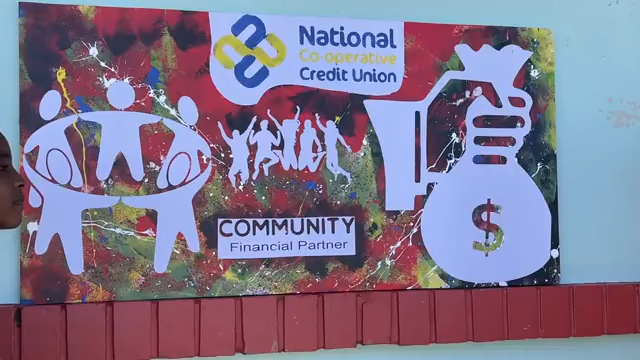 National
Co-operative
Credit Union
COMMUNITY
Financial Partner
$